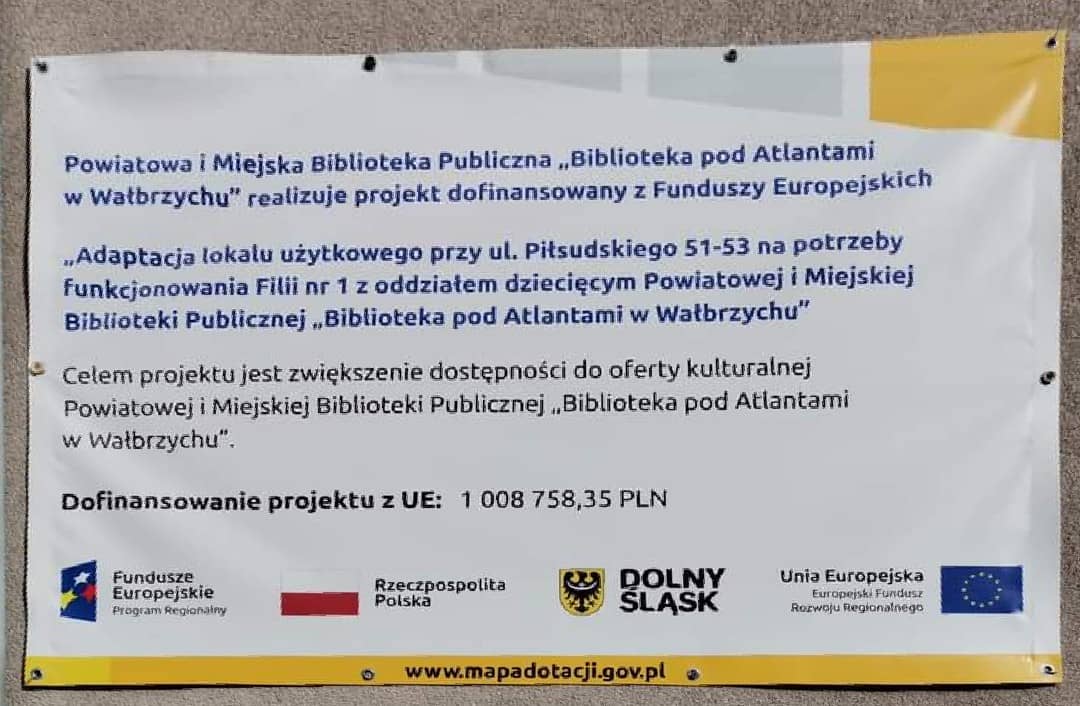 Powiatowa i Miejska Biblioteka Publiczna „Biblioteka pod Atlantami
w Wałbrzychu” realizuje projekt dofinansowany z Funduszy Europejskich
„Adaptacja lokalu użytkowego przy ul. Piłsudskiego 51-53 na potrzeby
funkcjonowania Filii nr 1 z oddziałem dziecięcym Powiatowej i Miejskiej
Biblioteki Publicznej „Biblioteka pod Atlantami w Wałbrzychu”
Celem projektu jest zwiększenie dostępności do oferty kulturalnej
Powiatowej i Miejskiej Biblioteki Publicznej „Biblioteka pod Atlantami
w Wałbrzychu”.
Dofinansowanie projektu z UE: 1 008 758,35 PLN
Fundusze
Europejskie
Program Regionalny
Rzeczpospolita
Polska
DOLNY
ŚLĄSK
Unia Europejska
Europejski Fundusz
Rozwoju Regionalnego
www.mapadotacji.gov.pl